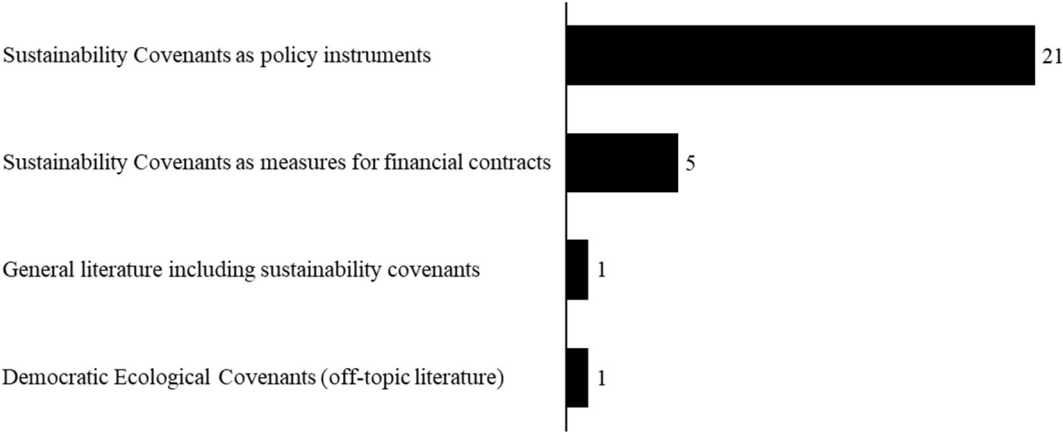 Sustainability Covenants as policy instruments 21
Sustainability Covenants as measures for financial contracts 5
General literature including sustainability covenants 1
Democratic Ecological Covenants (off-topic literature) 1